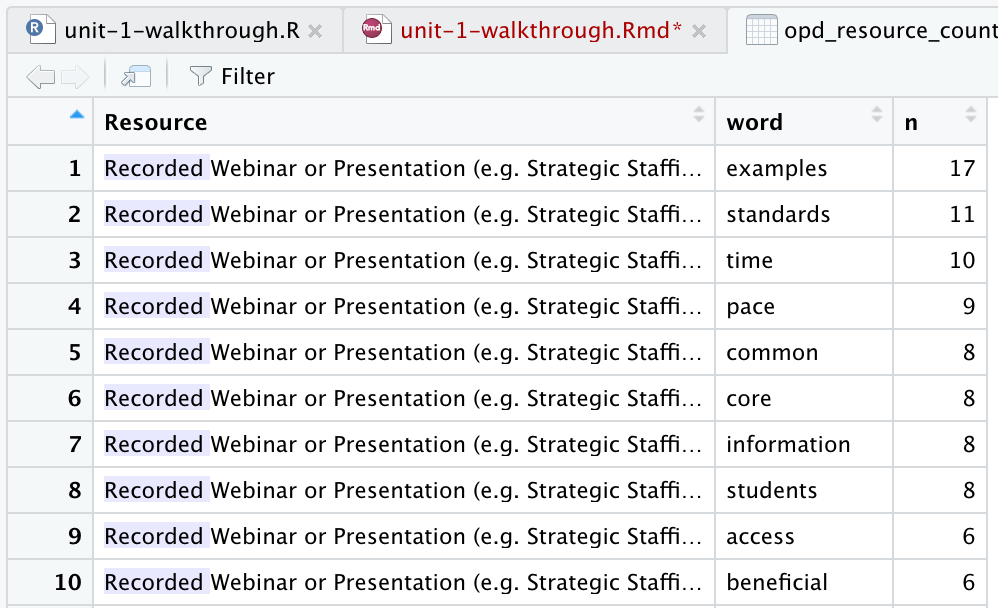 R unit-1-walkthrough.R × Rmd unit-1-walkthrough.Rmd* × opd_resource_count
Filter
Resource word n
1 Recorded Webinar or Presentation (e.g. Strategic Staffi… examples 17
2 Recorded Webinar or Presentation (e.g. Strategic Staffi… standards 11
3 Recorded Webinar or Presentation (e.g. Strategic Staffi… time 10
4 Recorded Webinar or Presentation (e.g. Strategic Staffi… pace 9
5 Recorded Webinar or Presentation (e.g. Strategic Staffi… common 8
6 Recorded Webinar or Presentation (e.g. Strategic Staffi… core 8
7 Recorded Webinar or Presentation (e.g. Strategic Staffi… information 8
8 Recorded Webinar or Presentation (e.g. Strategic Staffi… students 8
9 Recorded Webinar or Presentation (e.g. Strategic Staffi… access 6
10 Recorded Webinar or Presentation (e.g. Strategic Staffi… beneficial 6